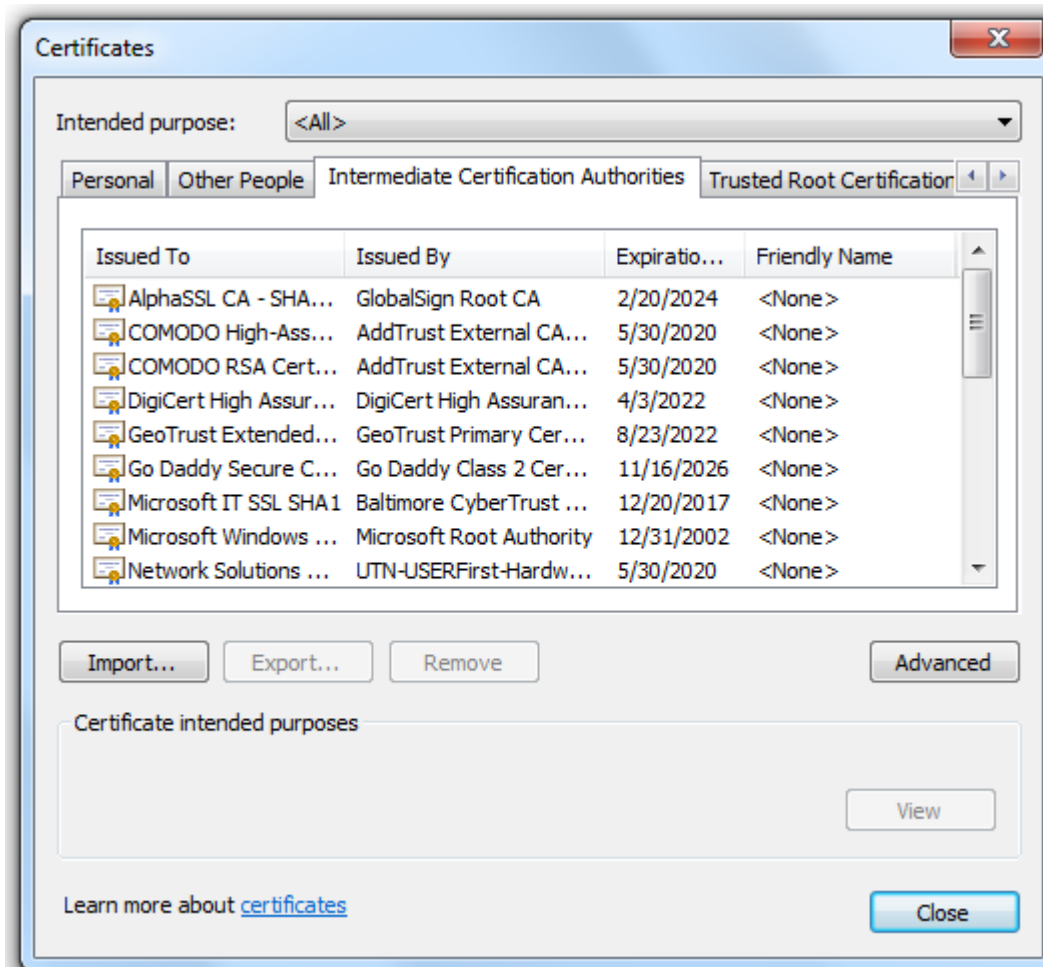 Certificates
Intended purpose: <All>
Personal Other People Intermediate Certification Authorities Trusted Root Certification
Issued To Issued By Expiratio... Friendly Name
AlphaSSL CA - SHA... GlobalSign Root CA 2/20/2024 <None>
COMODO High-Ass... AddTrust External CA... 5/30/2020 <None>
COMODO RSA Cert... AddTrust External CA... 5/30/2020 <None>
DigiCert High Assur... DigiCert High Assuran... 4/3/2022 <None>
GeoTrust Extended... GeoTrust Primary Cer... 8/23/2022 <None>
Go Daddy Secure C... Go Daddy Class 2 Cer... 11/16/2026 <None>
Microsoft IT SSL SHA1 Baltimore CyberTrust ... 12/20/2017 <None>
Microsoft Windows ... Microsoft Root Authority 12/31/2002 <None>
Network Solutions ... UTN-USERFirst-Hardw... 5/30/2020 <None>
Import... Export... Remove Advanced
Certificate intended purposes
View
Learn more about certificates
Close